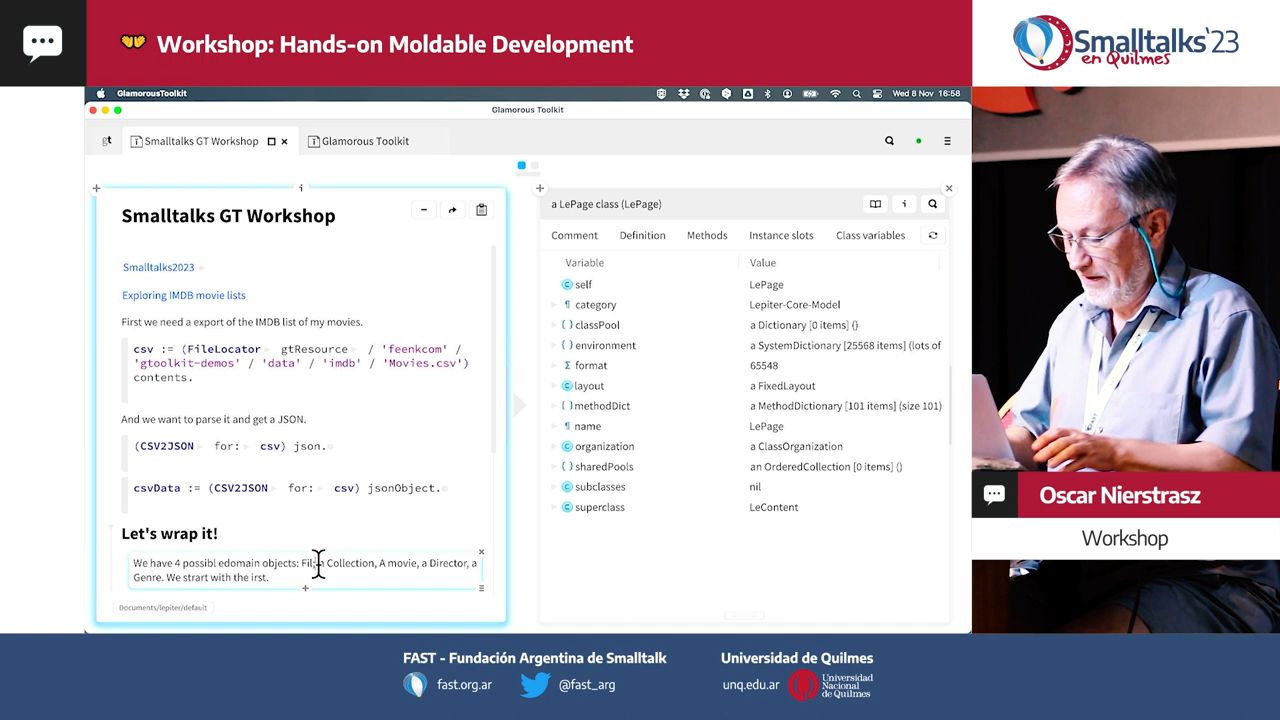 Workshop: Hands-on Moldable Development
Smalltalks'23
en Quilmes
GlamorousToolkit
Wed 8 Nov 16:58
Glamorous Toolkit
gt
Smalltalks GT Workshop
Glamorous Toolkit
Smalltalks GT Workshop
Smalltalks2023
Exploring IMDB movie lists
First we need a export of the IMDB list of my movies.
csv := (FileLocator gtResource / 'feenkcom' /
'gtoolkit-demos' / 'data' / 'imdb' / 'Movies.csv')
contents.
And we want to parse it and get a JSON.
(CSV2JSON for: csv) json.
csvData := (CSV2JSON for: csv) jsonObject.
Let's wrap it!
We have 4 possibl edomain objects: Collection, A movie, a Director, a
Genre. We strart with the irst.
Documents/lepiter/default
a LePage class (LePage)
Comment Definition Methods Instance slots Class variables
Variable Value
self LePage
category Lepiter-Core-Model
classPool a Dictionary [0 items] {}
environment a SystemDictionary [25568 items] (lots of
format 65548
layout a FixedLayout
methodDict a MethodDictionary [101 items] (size 101)
name LePage
organization a ClassOrganization
sharedPools an OrderedCollection [0 items] ()
subclasses nil
superclass LeContent
Oscar Nierstrasz
Workshop
FAST - Fundación Argentina de Smalltalk
fast.org.ar
@fast_arg
Universidad de Quilmes
unq.edu.ar
Universidad
Nacional
de Quilmes